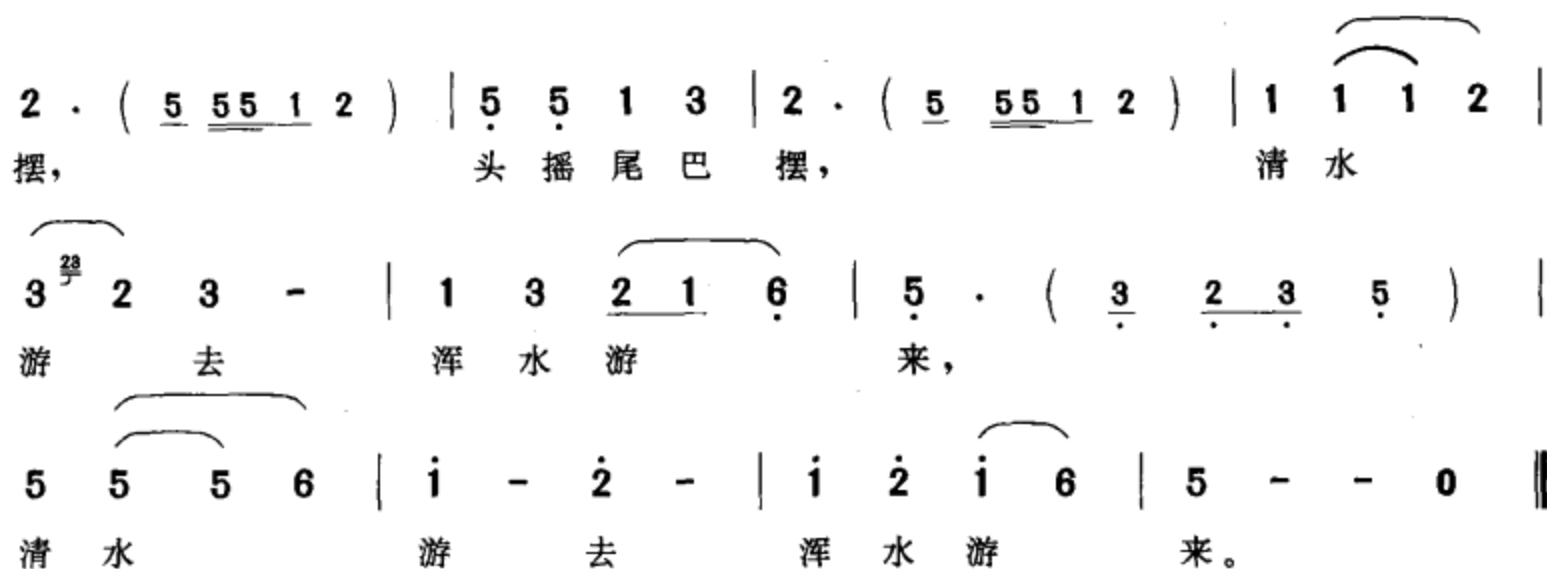 2 · ( 5 55 1 2 ) | 5̣ 5̣ 1 3 | 2 · ( 5 55 1 2 ) | 1 1 1 2 |
摆, 头 摇 尾 巴 摆, 清 水
3 23 2 3 - | 1 3 2 1 6̣ | 5̣ · ( 3̣ 2̣ 3̣ 5̣ ) |
游 去 浑 水 游 来,
5 5 5 6 | 1̇ - 2̇ - | 1̇ 2̇ 1̇ 6 | 5 - - 0 ‖
清 水 游 去 浑 水 游 来。